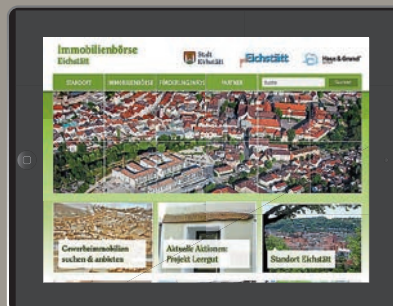 Immobilienbörse
Eichstätt
Stadt
Eichstätt
Eichstätt
Haus & Grund
STANDORT IMMOBILIENBÖRSE PARTNER Suche
Gewerbeimmobilien
suchen & anbieten
Aktuelle Aktionen:
Projekt Leergut
Standort Eichstätt